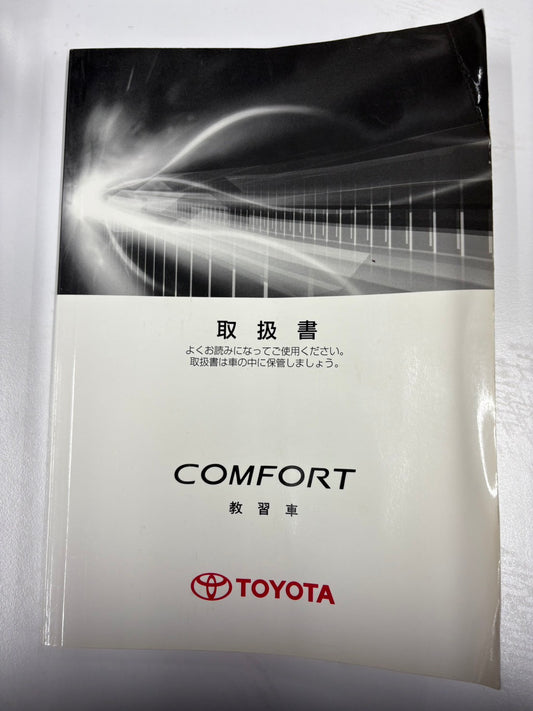 取扱書
よくお読みになってご使用ください。
取扱書は車の中に保管しましょう。
COMFORT
教習車
TOYOTA